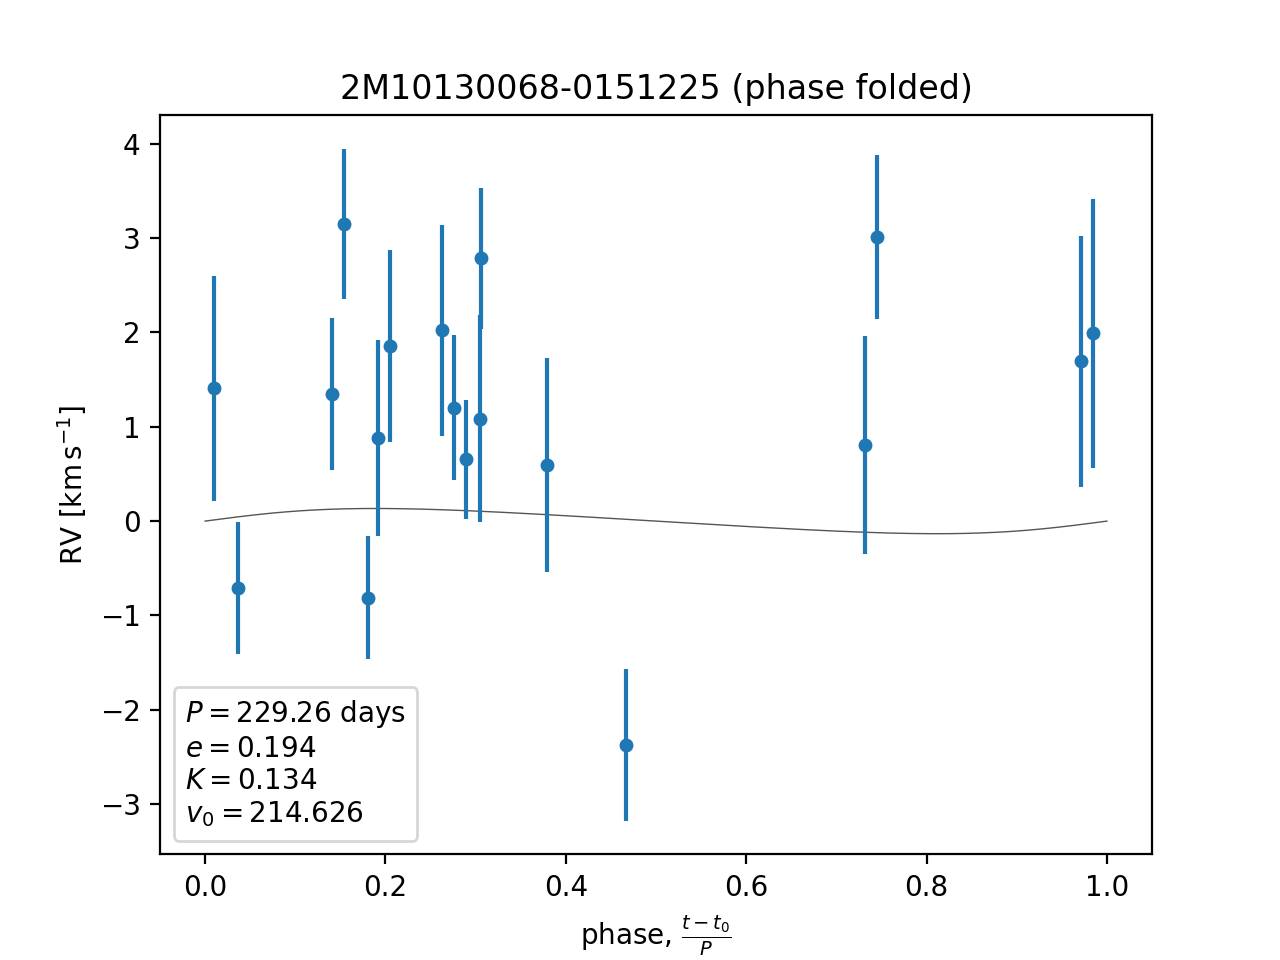 2M10130068-0151225 (phase folded)
RV [km s⁻¹]
4
3
2
1
0
−1
−2
−3
P = 229.26 days
e = 0.194
K = 0.134
v₀ = 214.626
0.0 0.2 0.4 0.6 0.8 1.0
phase, (t − t₀)/P